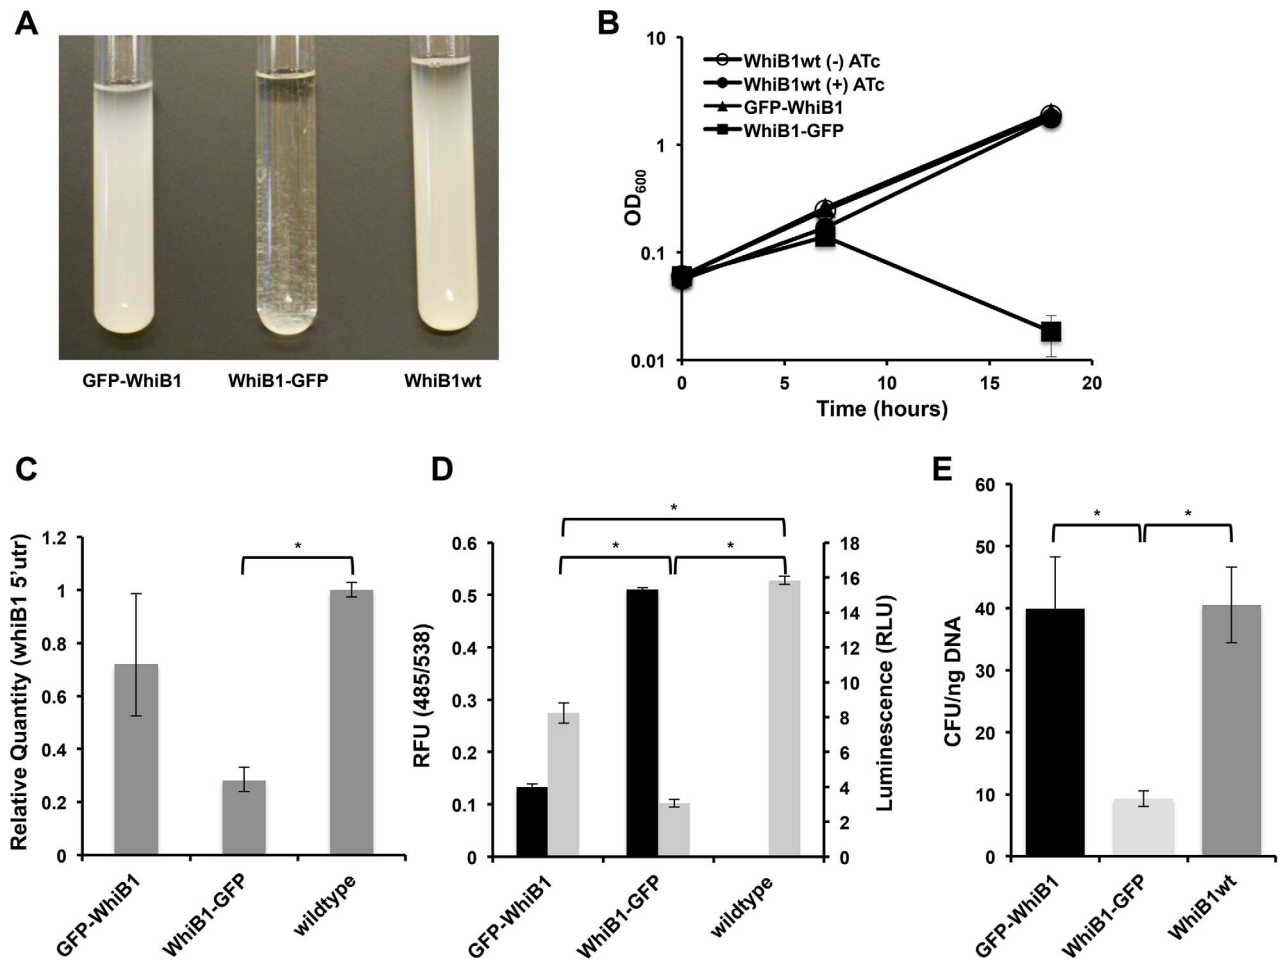 A
GFP-WhiB1 WhiB1-GFP WhiB1wt
B
10
1
0.1
0.01
OD600
WhiB1wt (-) ATc
WhiB1wt (+) ATc
GFP-WhiB1
WhiB1-GFP
0 5 10 15 20
Time (hours)
C
Relative Quantity (whiB1 5'utr)
1.2
1
0.8
0.6
0.4
0.2
0
*
GFP-WhiB1
WhiB1-GFP
wildtype
D
RFU (485/538)
0.6
0.5
0.4
0.3
0.2
0.1
0
*
* *
18
16
14
12
10
8
6
4
2
0
Luminescence (RLU)
GFP-WhiB1
WhiB1-GFP
wildtype
E
CFU/ng DNA
60
50
40
30
20
10
0
* *
GFP-WhiB1
WhiB1-GFP
WhiB1wt